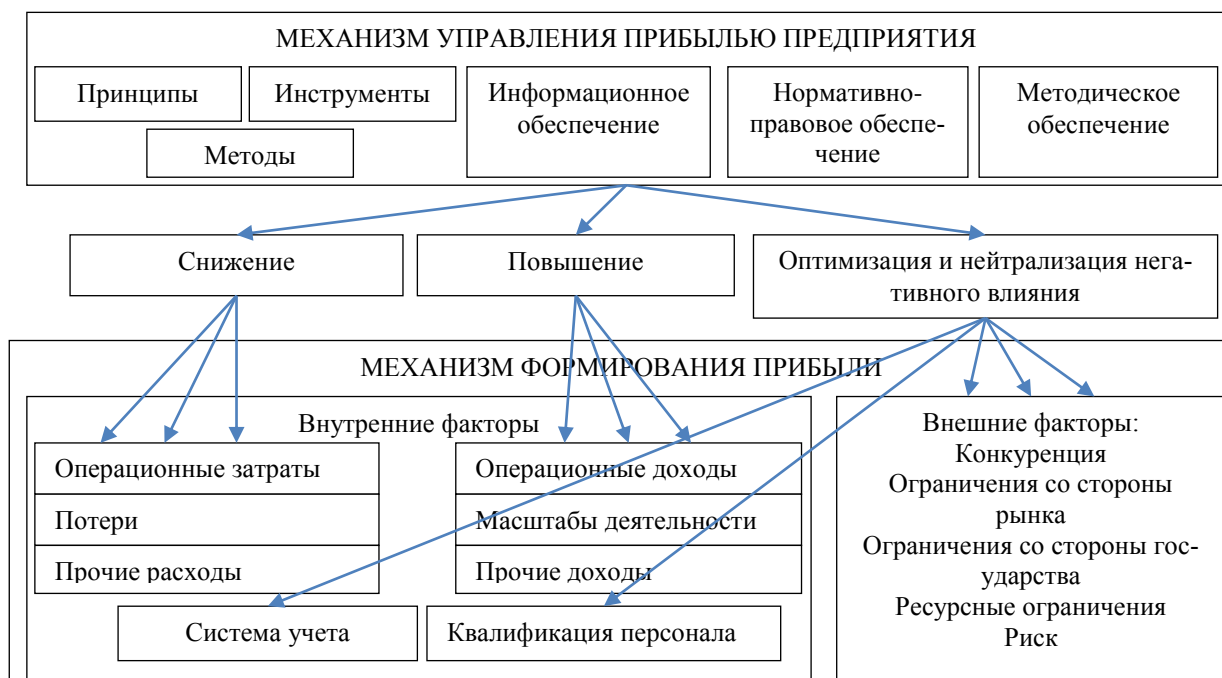 МЕХАНИЗМ УПРАВЛЕНИЯ ПРИБЫЛЬЮ ПРЕДПРИЯТИЯ
Принципы
Инструменты
Методы
Информационное
обеспечение
Нормативно-
правовое обеспе-
чение
Методическое
обеспечение
Снижение
Повышение
Оптимизация и нейтрализация нега-
тивного влияния
МЕХАНИЗМ ФОРМИРОВАНИЯ ПРИБЫЛИ
Внутренние факторы
Операционные затраты
Потери
Прочие расходы
Операционные доходы
Масштабы деятельности
Прочие доходы
Система учета
Квалификация персонала
Внешние факторы:
Конкуренция
Ограничения со стороны
рынка
Ограничения со стороны гос-
ударства
Ресурсные ограничения
Риск